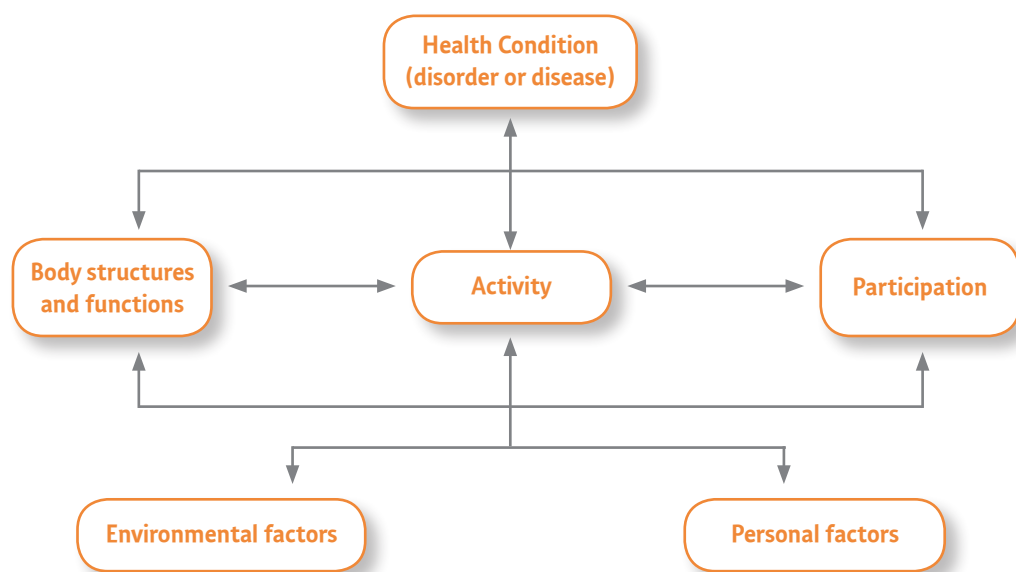 Health Condition
(disorder or disease)
Body structures
and functions
Activity
Participation
Environmental factors
Personal factors